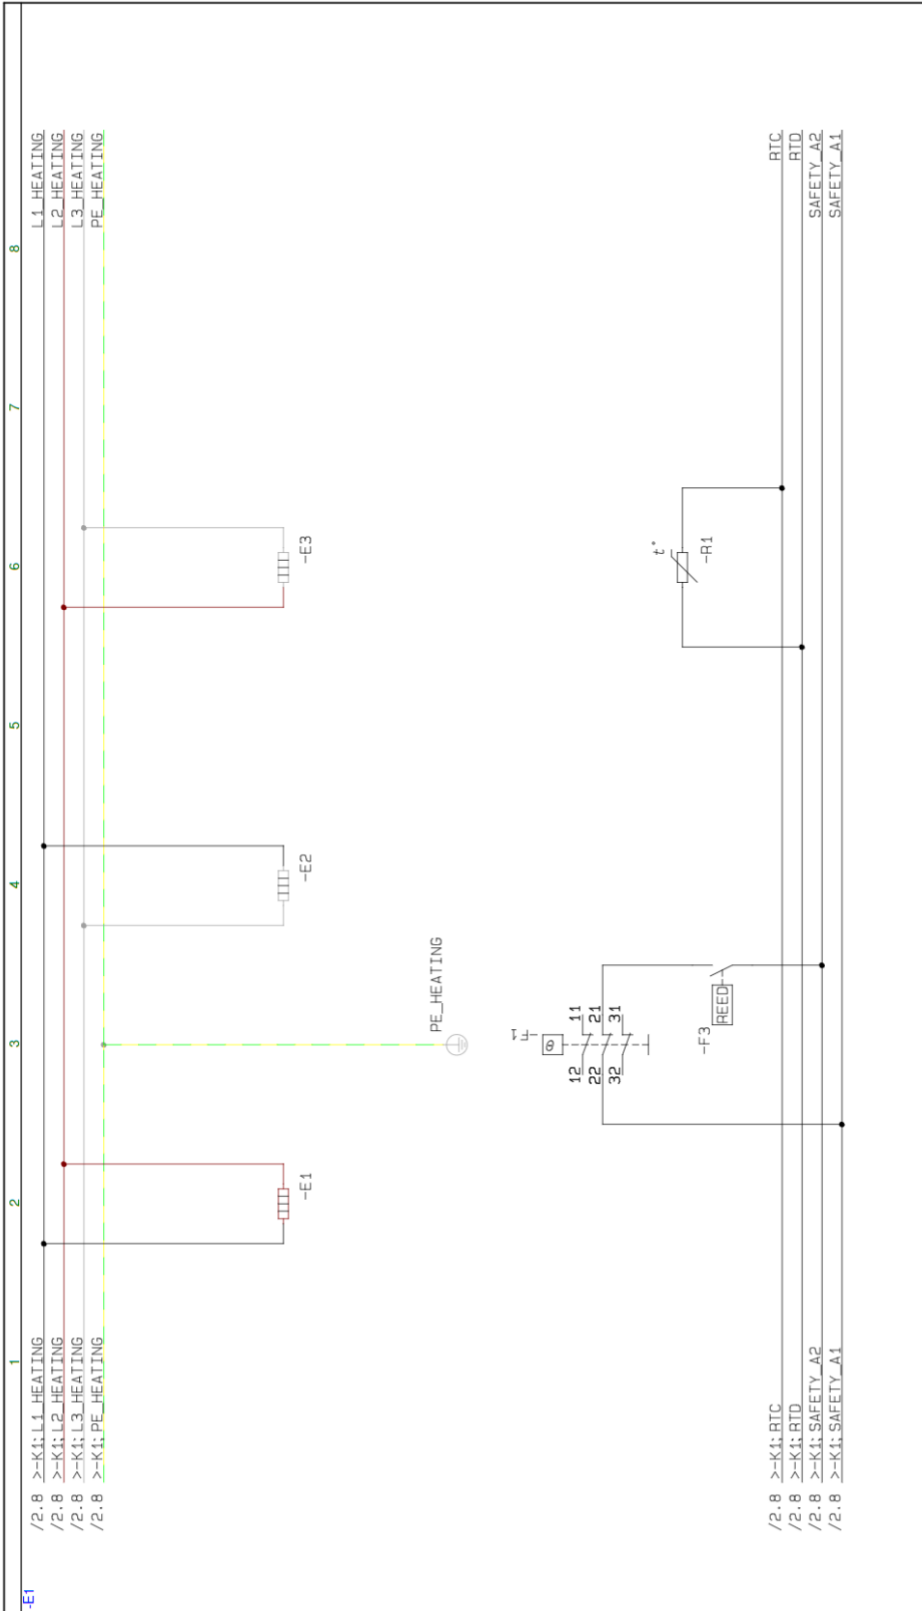 -E1
1
2
3
4
5
6
7
8
/2.8 >-K1:L1_HEATING
L1_HEATING
/2.8 >-K1:L2_HEATING
L2_HEATING
/2.8 >-K1:L3_HEATING
L3_HEATING
/2.8 >-K1:PE_HEATING
PE_HEATING
-E1
-E2
-E3
PE_HEATING
-F1
θ
12
11
22
21
32
31
-F3
REED
t°
-R1
/2.8 >-K1:RTC
RTC
/2.8 >-K1:RTD
RTD
/2.8 >-K1:SAFETY_A2
SAFETY_A2
/2.8 >-K1:SAFETY_A1
SAFETY_A1